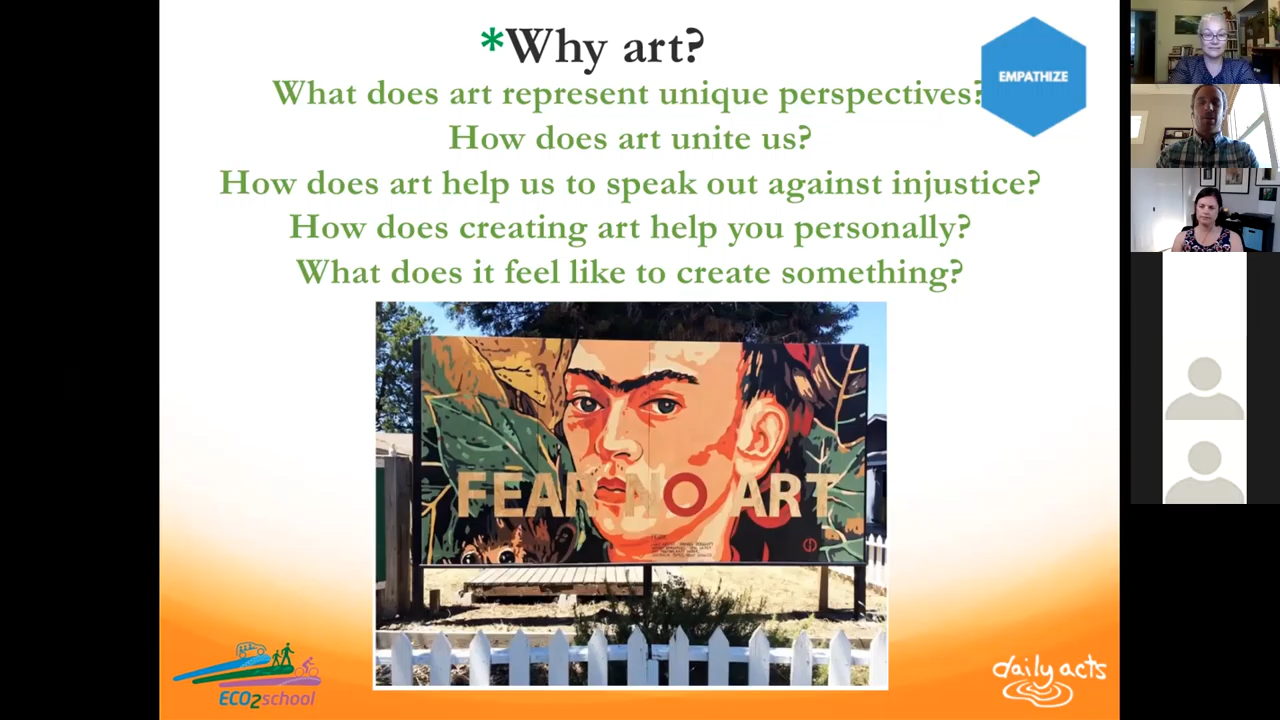 *Why art?
EMPATHIZE
What does art represent unique perspectives?
How does art unite us?
How does art help us to speak out against injustice?
How does creating art help you personally?
What does it feel like to create something?
FEAR NO ART
ECO2school
daily acts